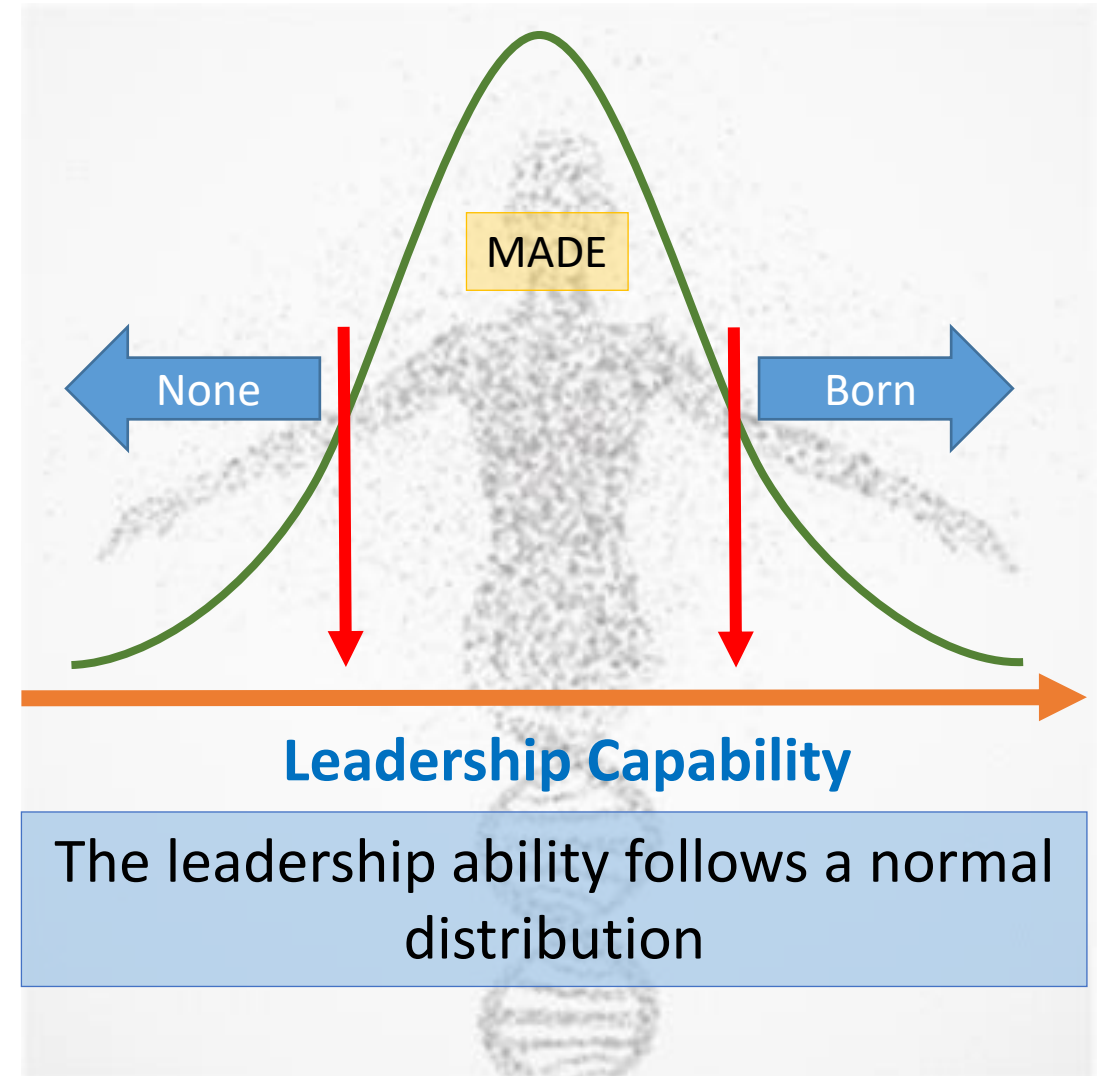 MADE
None
Born
Leadership Capability
The leadership ability follows a normal
distribution